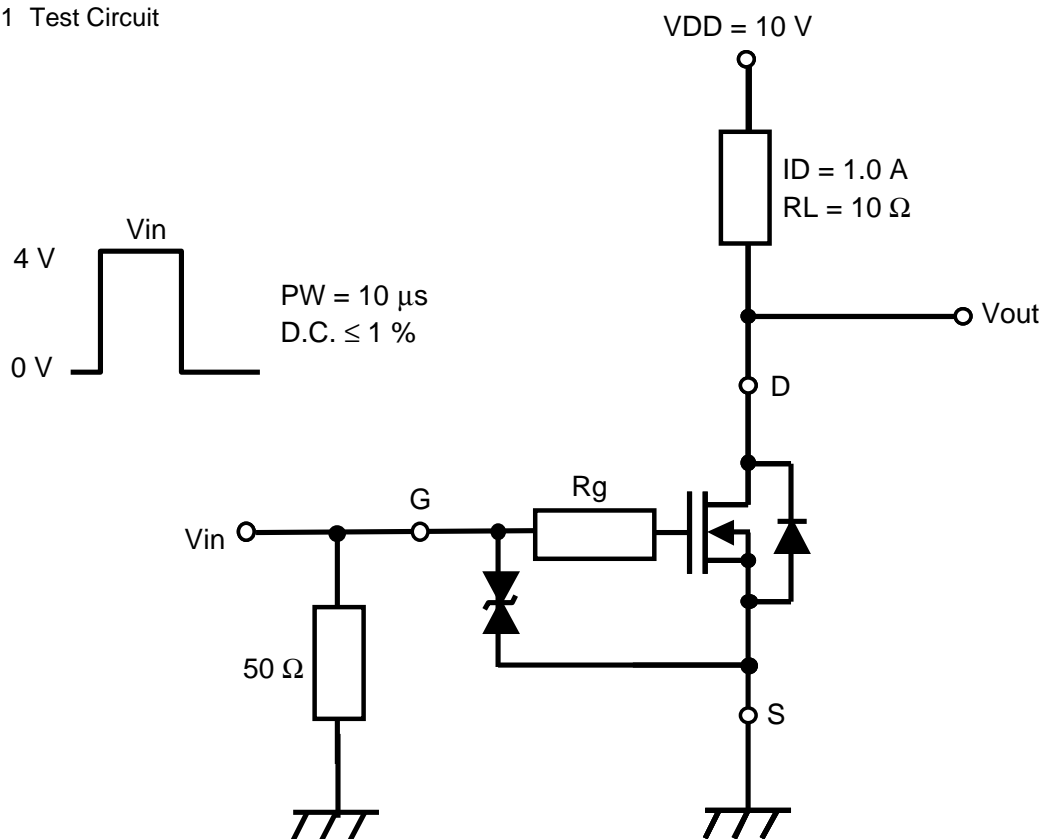 1 Test Circuit
VDD = 10 V
ID = 1.0 A
RL = 10 Ω
Vin
4 V
PW = 10 μs
D.C. ≤ 1 %
0 V
Vout
D
Rg
G
Vin
50 Ω
S